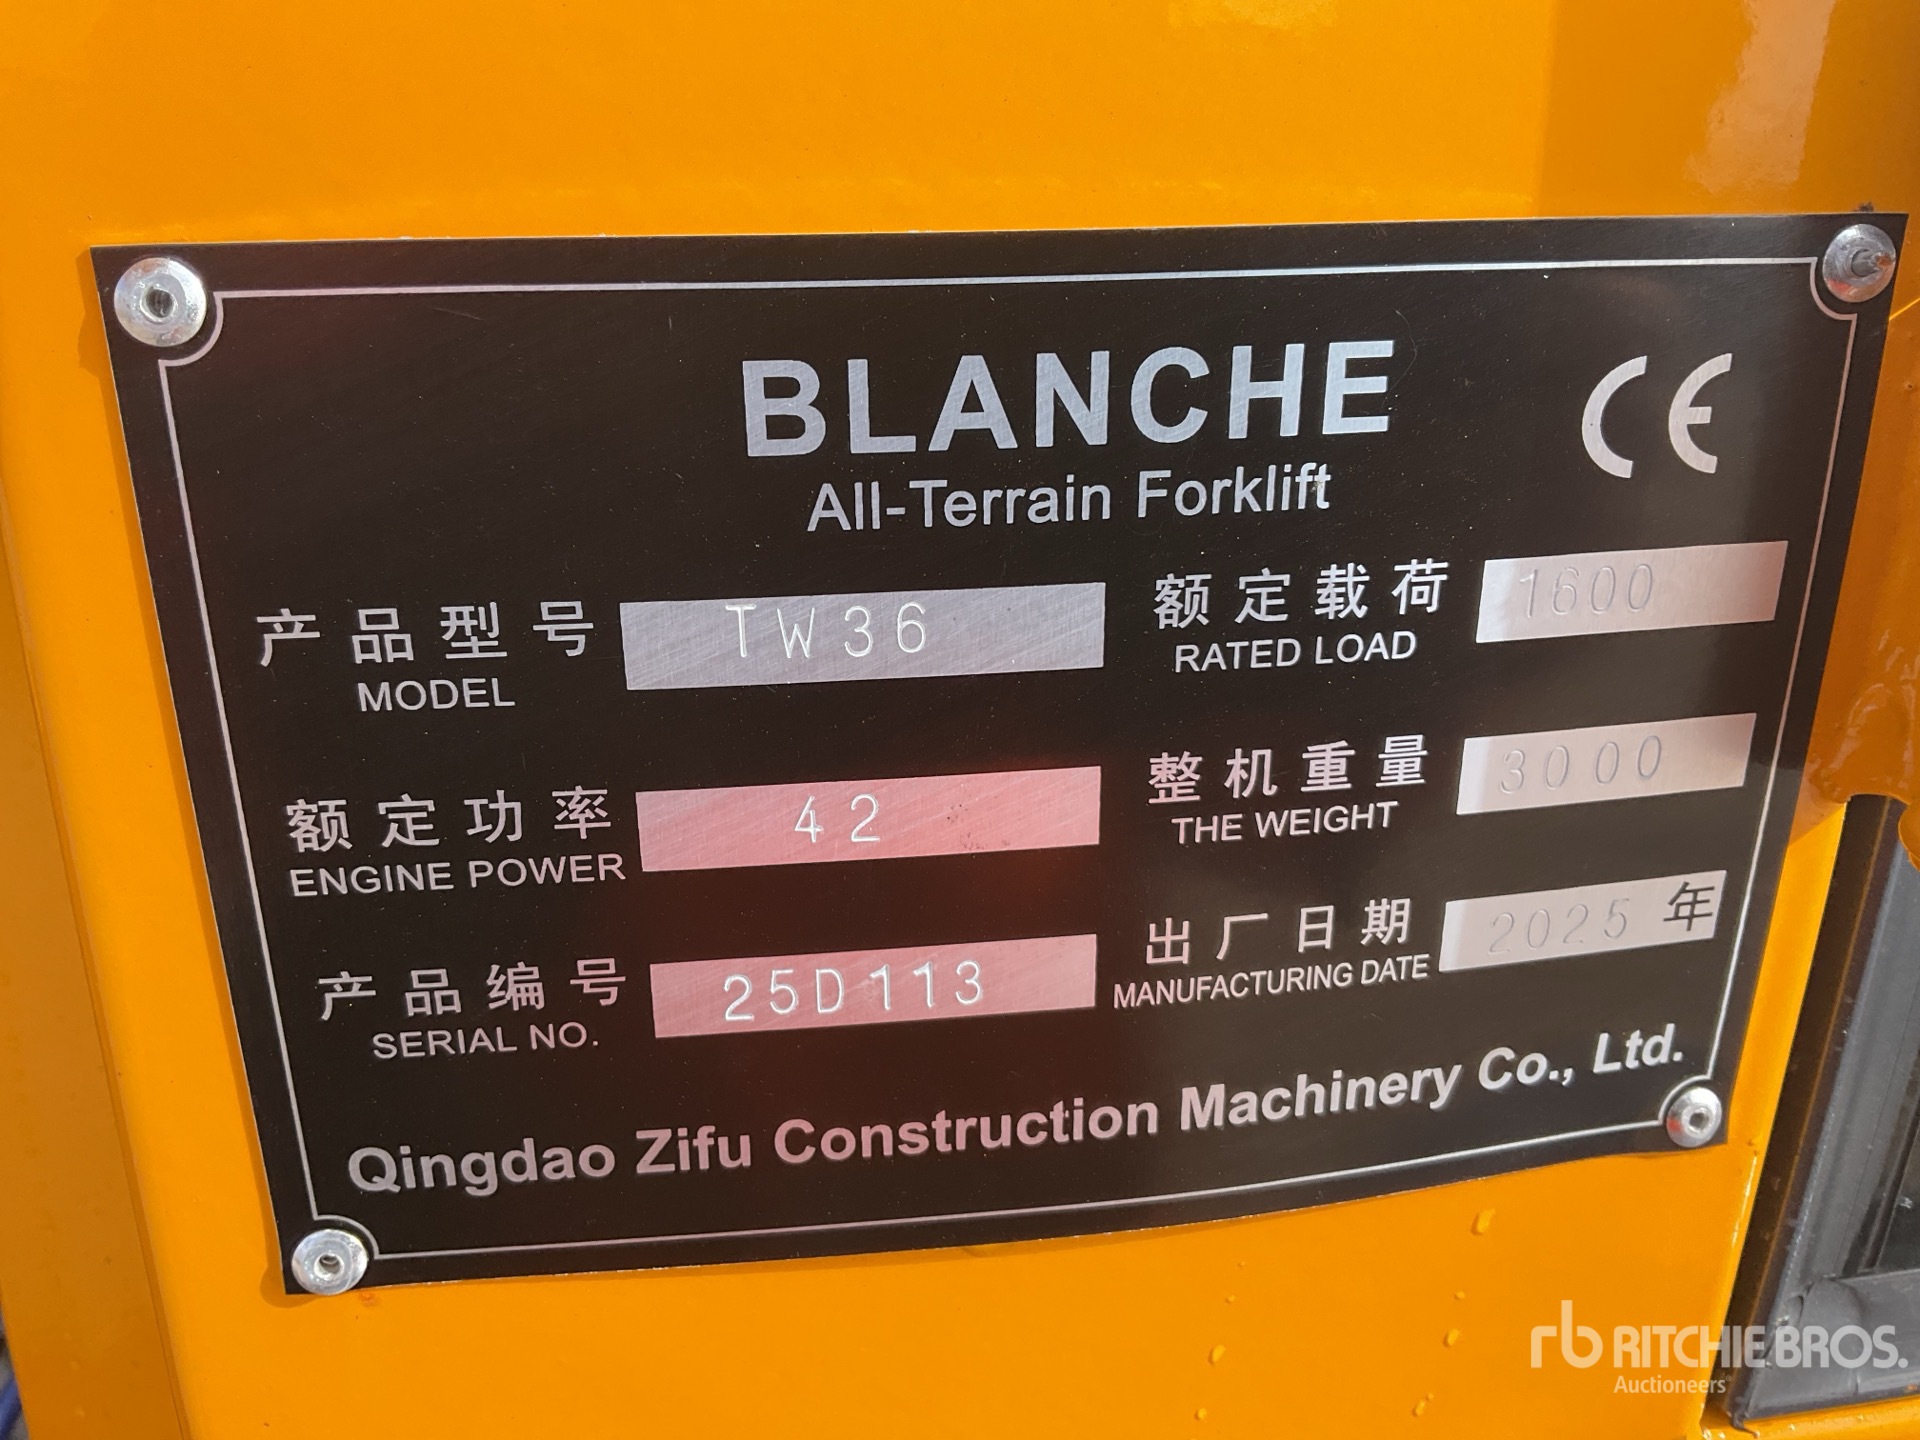 BLANCHE
CE
All-Terrain Forklift
产品型号 TW36 额定载荷 1600
MODEL RATED LOAD
额定功率 42 整机重量 3000
ENGINE POWER THE WEIGHT
产品编号 25D113 出厂日期 2025 年
SERIAL NO. MANUFACTURING DATE
Qingdao Zifu Construction Machinery Co., Ltd.
rb RITCHIE BROS.
Auctioneers